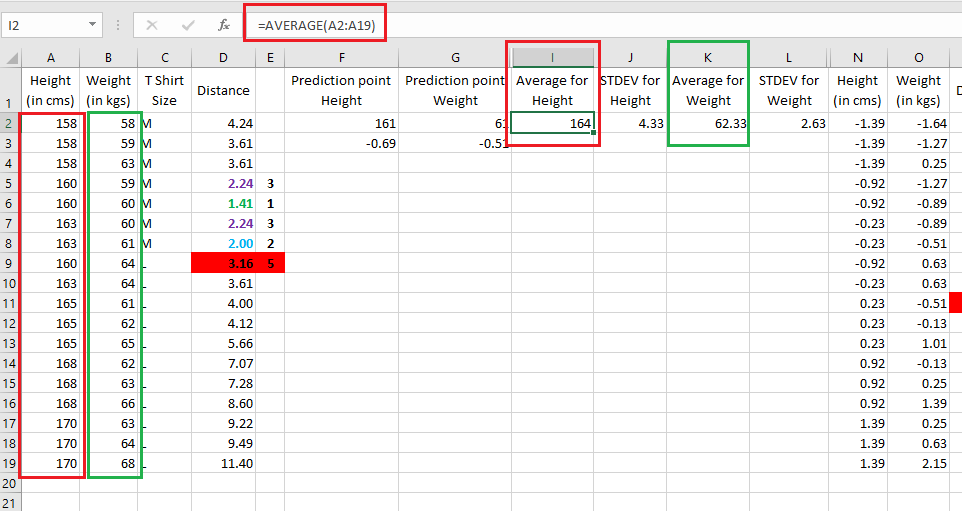 I2 =AVERAGE(A2:A19)
A B C D E F G I J K L N O
1 Height (in cms) Weight (in kgs) T Shirt Size Distance Prediction point Height Prediction point Weight Average for Height STDEV for Height Average for Weight STDEV for Weight Height (in cms) Weight (in kgs)
2 158 58 M 4.24 161 61 164 4.33 62.33 2.63 -1.39 -1.64
3 158 59 M 3.61 -0.69 -0.51 -1.39 -1.27
4 158 63 M 3.61 -1.39 0.25
5 160 59 M 2.24 3 -0.92 -1.27
6 160 60 M 1.41 1 -0.92 -0.89
7 163 60 M 2.24 3 -0.23 -0.89
8 163 61 M 2.00 2 -0.23 -0.51
9 160 64 L 3.16 5 -0.92 0.63
10 163 64 L 3.61 -0.23 0.63
11 165 61 L 4.00 0.23 -0.51
12 165 62 L 4.12 0.23 -0.13
13 165 65 L 5.66 0.23 1.01
14 168 62 L 7.07 0.92 -0.13
15 168 63 L 7.28 0.92 0.25
16 168 66 L 8.60 0.92 1.39
17 170 63 L 9.22 1.39 0.25
18 170 64 L 9.49 1.39 0.63
19 170 68 L 11.40 1.39 2.15
20
21